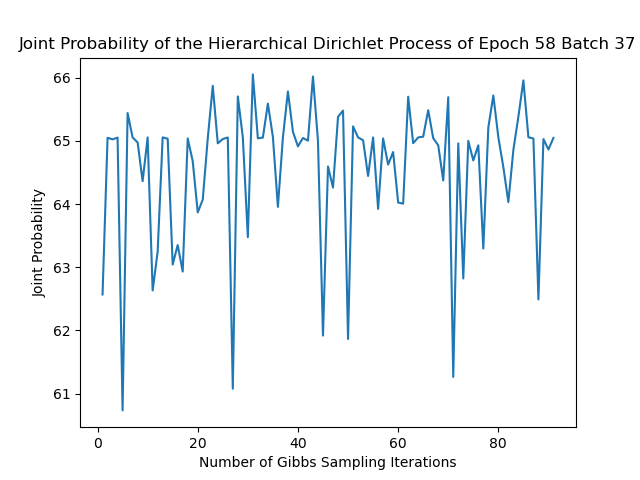 Joint Probability of the Hierarchical Dirichlet Process of Epoch 58 Batch 37
66
65
64
63
62
61
Joint Probability
0 20 40 60 80
Number of Gibbs Sampling Iterations